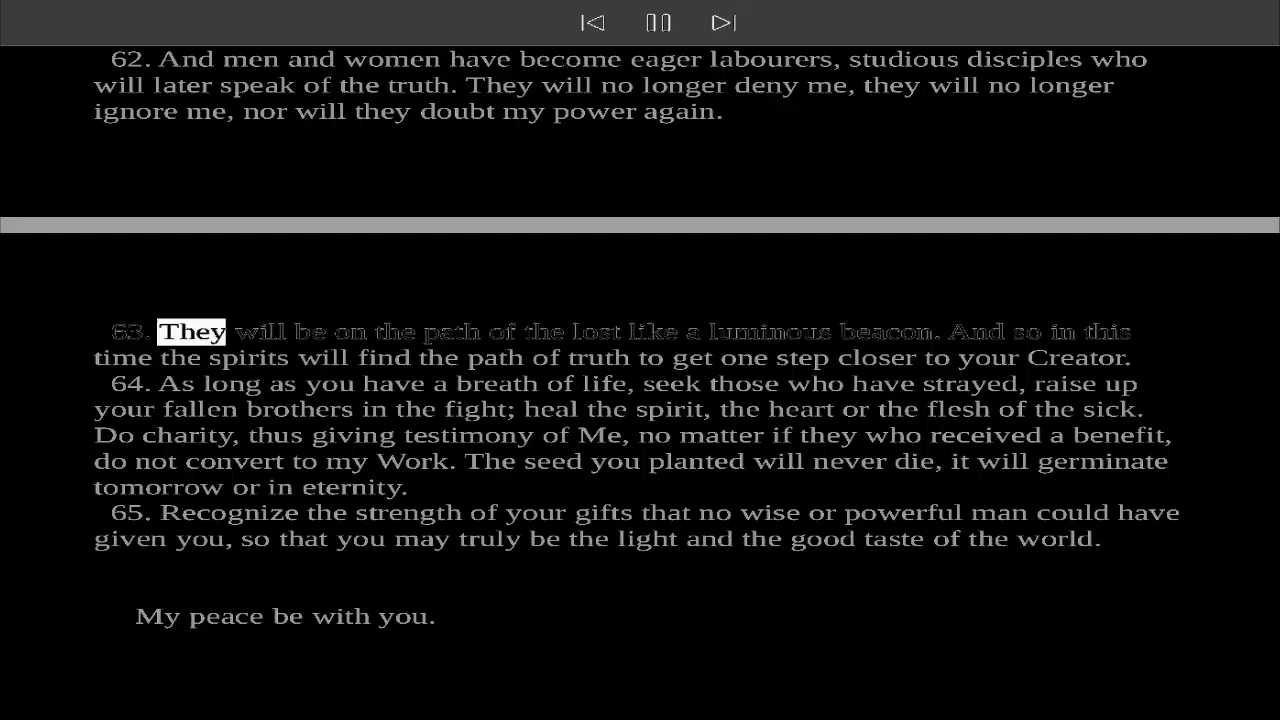 62. And men and women have become eager labourers, studious disciples who
will later speak of the truth. They will no longer deny me, they will no longer
ignore me, nor will they doubt my power again.
63. They will be on the path of the lost like a luminous beacon. And so in this
time the spirits will find the path of truth to get one step closer to your Creator.
64. As long as you have a breath of life, seek those who have strayed, raise up
your fallen brothers in the fight; heal the spirit, the heart or the flesh of the sick.
Do charity, thus giving testimony of Me, no matter if they who received a benefit,
do not convert to my Work. The seed you planted will never die, it will germinate
tomorrow or in eternity.
65. Recognize the strength of your gifts that no wise or powerful man could have
given you, so that you may truly be the light and the good taste of the world.
My peace be with you.